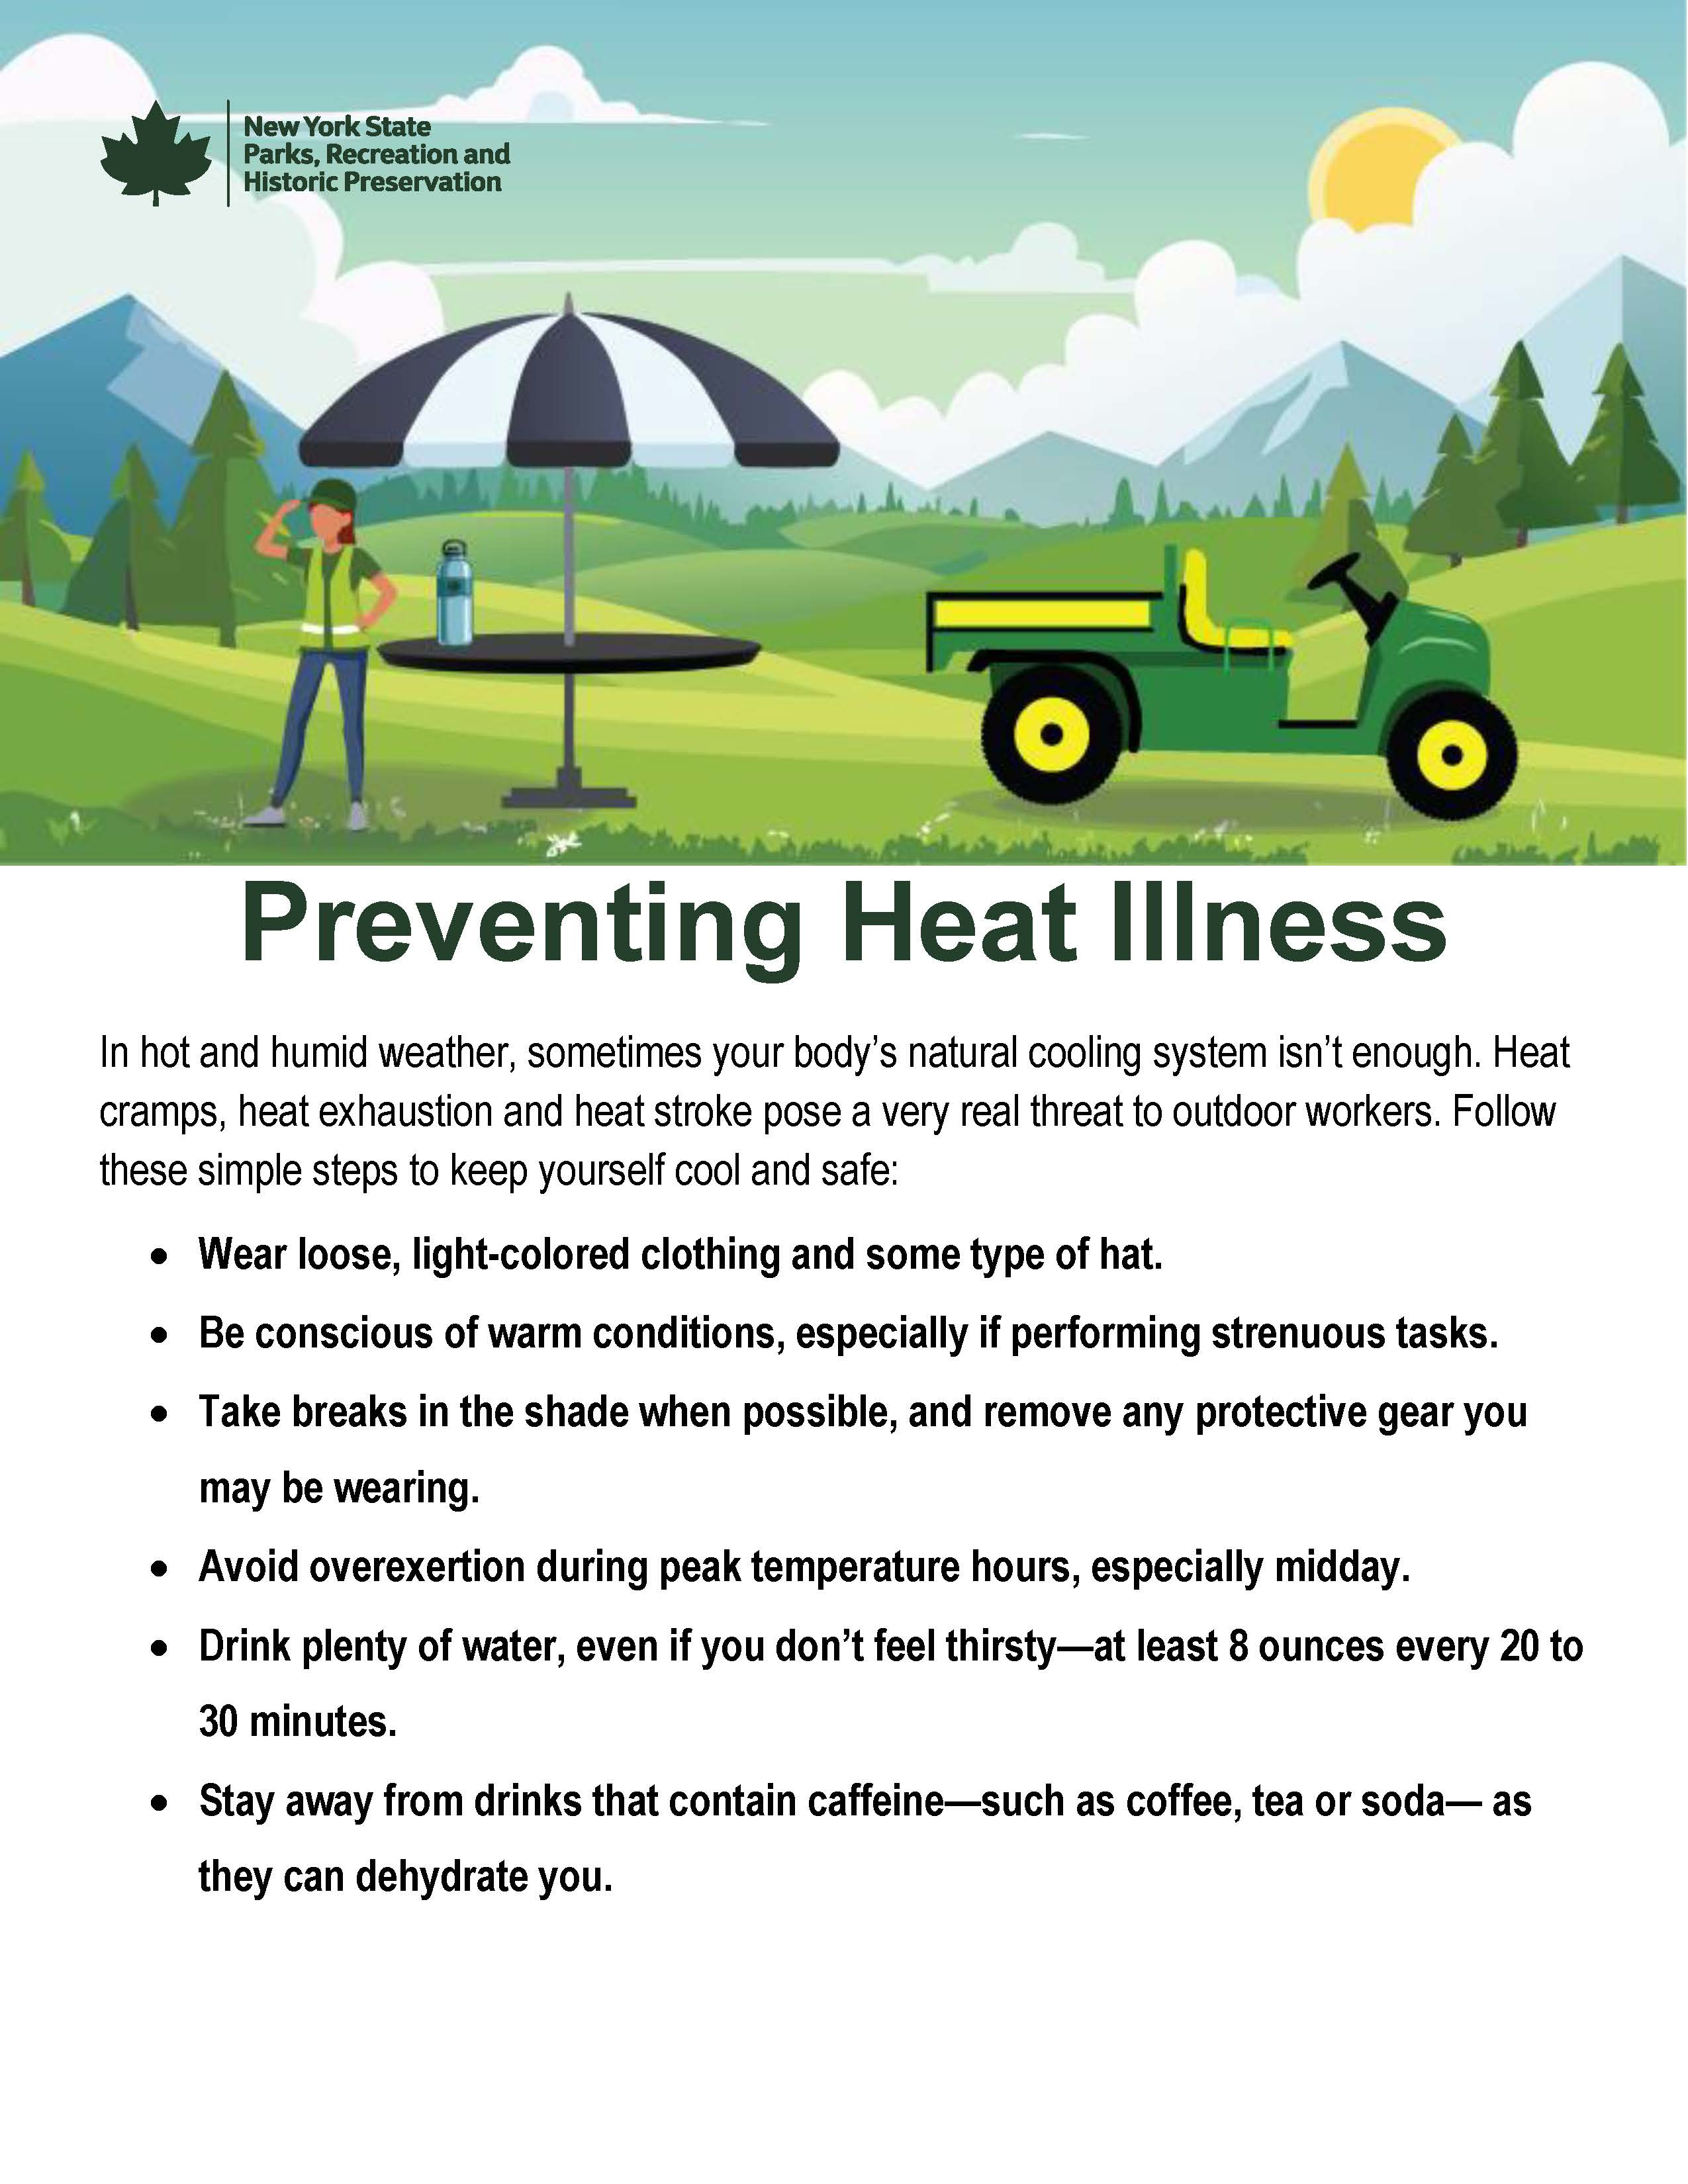 New York State
Parks, Recreation and
Historic Preservation
Preventing Heat Illness
In hot and humid weather, sometimes your body’s natural cooling system isn’t enough. Heat
cramps, heat exhaustion and heat stroke pose a very real threat to outdoor workers. Follow
these simple steps to keep yourself cool and safe:
• Wear loose, light-colored clothing and some type of hat.
• Be conscious of warm conditions, especially if performing strenuous tasks.
• Take breaks in the shade when possible, and remove any protective gear you
may be wearing.
• Avoid overexertion during peak temperature hours, especially midday.
• Drink plenty of water, even if you don’t feel thirsty—at least 8 ounces every 20 to
30 minutes.
• Stay away from drinks that contain caffeine—such as coffee, tea or soda— as
they can dehydrate you.